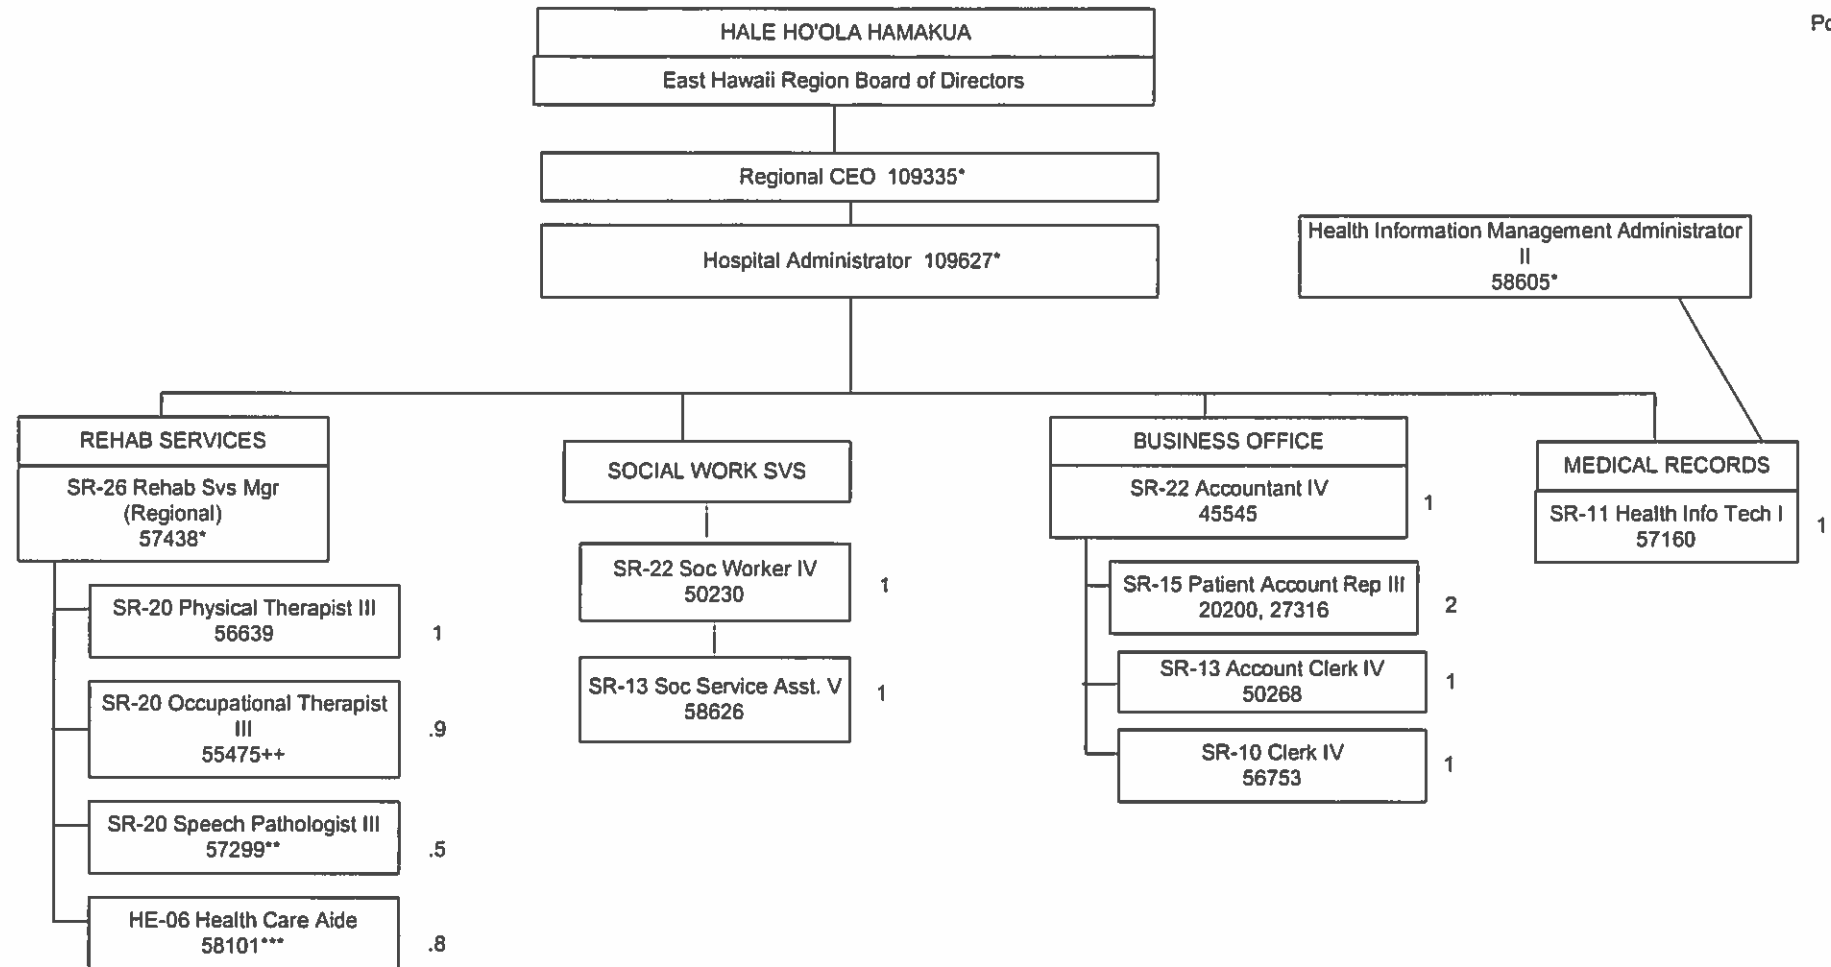 HALE HO'OLA HAMAKUA
East Hawaii Region Board of Directors
Regional CEO 109335*
Hospital Administrator 109627*
Health Information Management Administrator
II
58605*
REHAB SERVICES
SR-26 Rehab Svs Mgr
(Regional)
57438*
SR-20 Physical Therapist III
56639
1
SR-20 Occupational Therapist
III
55475++
.9
SR-20 Speech Pathologist III
57299**
.5
HE-06 Health Care Aide
58101***
.8
SOCIAL WORK SVS
SR-22 Soc Worker IV
50230
1
SR-13 Soc Service Asst. V
58626
1
BUSINESS OFFICE
SR-22 Accountant IV
45545
1
SR-15 Patient Account Rep III
20200, 27316
2
SR-13 Account Clerk IV
50268
1
SR-10 Clerk IV
56753
1
MEDICAL RECORDS
SR-11 Health Info Tech I
57160
1